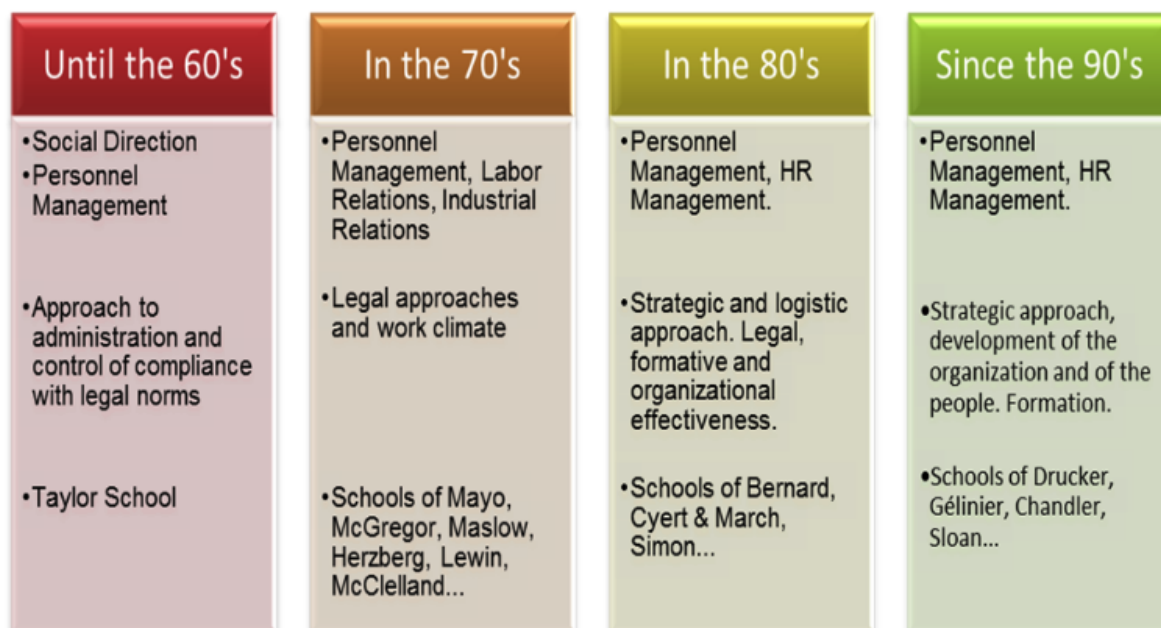 Until the 60's
•Social Direction
•Personnel
Management
•Approach to
administration and
control of compliance
with legal norms
•Taylor School
In the 70's
•Personnel
Management, Labor
Relations, Industrial
Relations
•Legal approaches
and work climate
•Schools of Mayo,
McGregor, Maslow,
Herzberg, Lewin,
McClelland...
In the 80's
•Personnel
Management, HR
Management.
•Strategic and logistic
approach. Legal,
formative and
organizational
effectiveness.
•Schools of Bernard,
Cyert & March,
Simon...
Since the 90's
•Personnel
Management, HR
Management.
•Strategic approach,
development of the
organization and of the
people. Formation.
•Schools of Drucker,
Gélinier, Chandler,
Sloan...